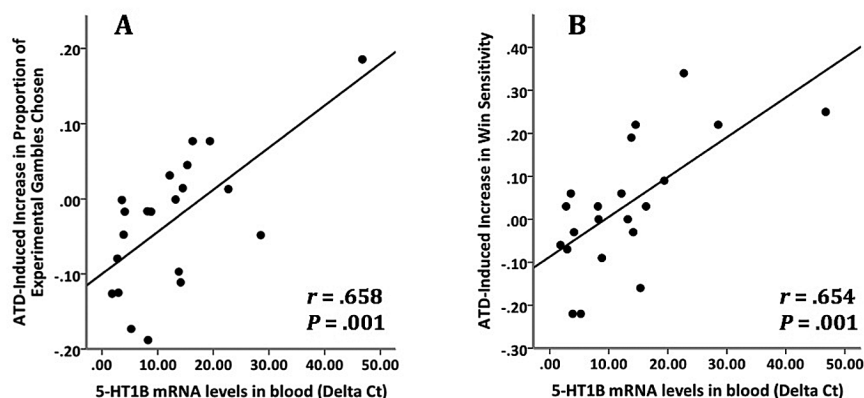 A
ATD-Induced Increase in Proportion of
Experimental Gambles Chosen
.20
.10
.00
-.10
-.20
r = .658
P = .001
.00 10.00 20.00 30.00 40.00 50.00
5-HT1B mRNA levels in blood (Delta Ct)
B
ATD-Induced Increase in Win Sensitivity
.40
.30
.20
.10
.00
-.10
-.20
-.30
r = .654
P = .001
.00 10.00 20.00 30.00 40.00 50.00
5-HT1B mRNA levels in blood (Delta Ct)